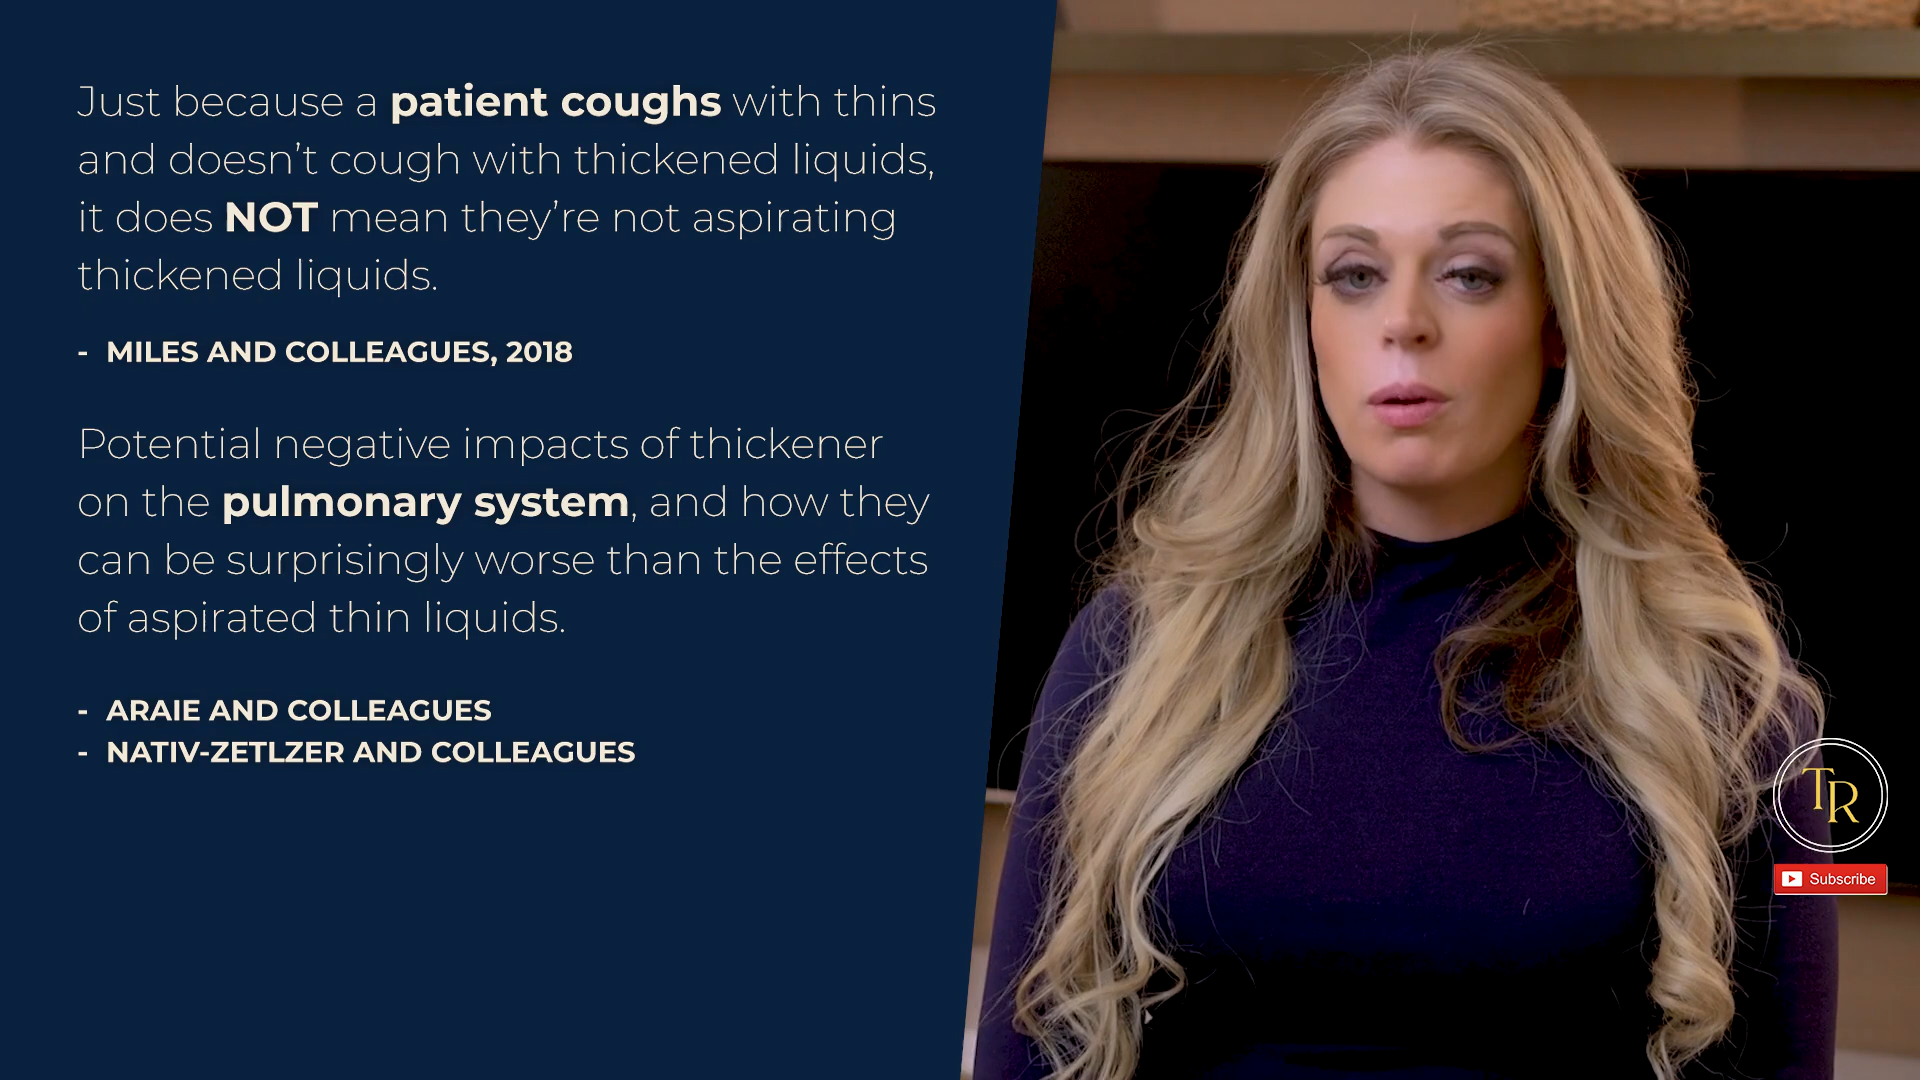 Just because a patient coughs with thins
and doesn’t cough with thickened liquids,
it does NOT mean they’re not aspirating
thickened liquids.
- MILES AND COLLEAGUES, 2018
Potential negative impacts of thickener
on the pulmonary system, and how they
can be surprisingly worse than the effects
of aspirated thin liquids.
- ARAIE AND COLLEAGUES
- NATIV-ZETLZER AND COLLEAGUES
TR
Subscribe